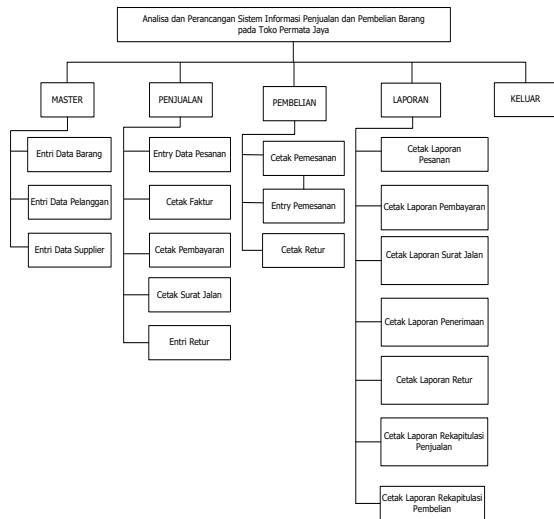 Analisa dan Perancangan Sistem Informasi Penjualan dan Pembelian Barang
pada Toko Permata Jaya
MASTER
PENJUALAN
PEMBELIAN
LAPORAN
KELUAR
Entri Data Barang
Entri Data Pelanggan
Entri Data Supplier
Entry Data Pesanan
Cetak Faktur
Cetak Pembayaran
Cetak Surat Jalan
Entri Retur
Cetak Pemesanan
Entry Pemesanan
Cetak Retur
Cetak Laporan
Pesanan
Cetak Laporan Pembayaran
Cetak Laporan Surat Jalan
Cetak Laporan Penerimaan
Cetak Laporan Retur
Cetak Laporan Rekapitulasi
Penjualan
Cetak Laporan Rekapitulasi
Pembelian